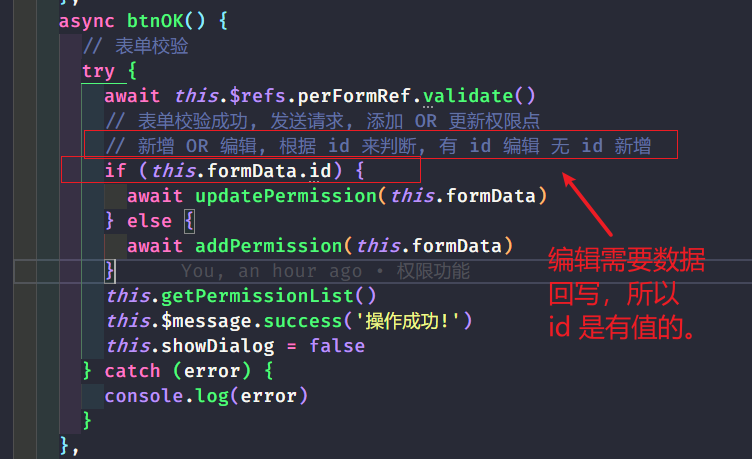 },
async btnOK() {
// 表单校验
try {
await this.$refs.perFormRef.validate()
// 表单校验成功, 发送请求, 添加 OR 更新权限点
// 新增 OR 编辑, 根据 id 来判断, 有 id 编辑 无 id 新增
if (this.formData.id) {
await updatePermission(this.formData)
} else {
await addPermission(this.formData)
} You, an hour ago • 权限功能
this.getPermissionList()
this.$message.success('操作成功!')
this.showDialog = false
} catch (error) {
console.log(error)
}
},
编辑需要数据
回写，所以
id 是有值的。